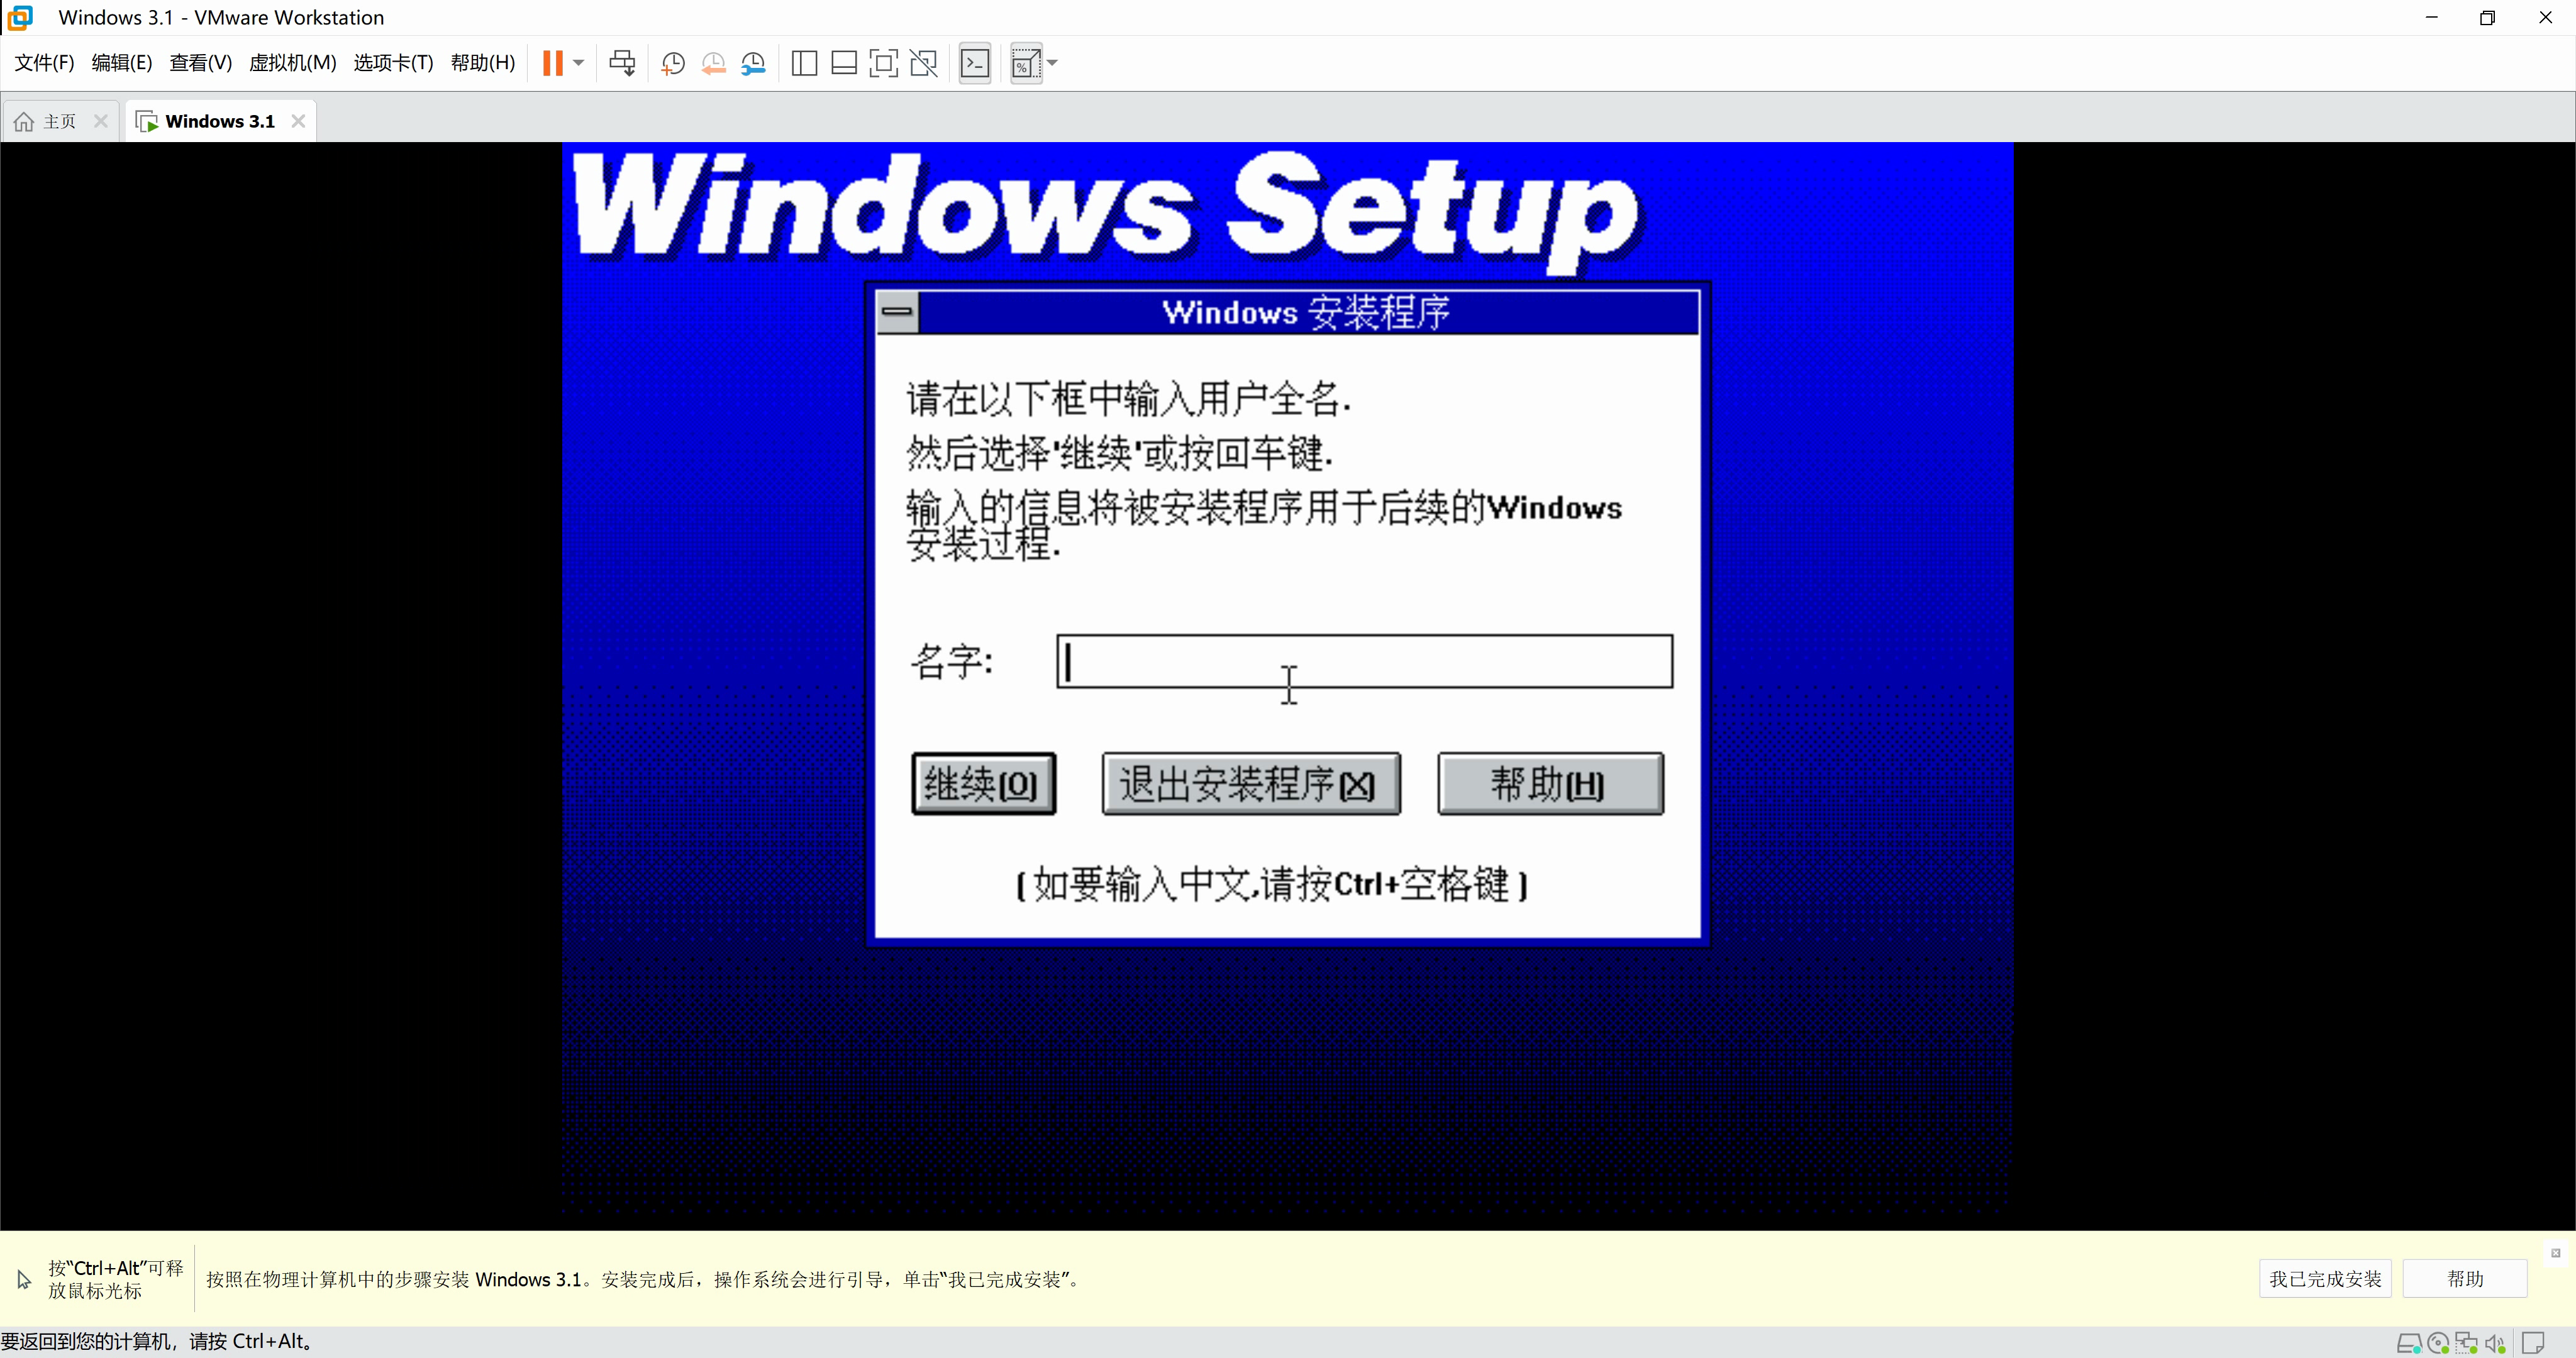 Windows 3.1 - VMware Workstation
文件(F) 编辑(E) 查看(V) 虚拟机(M) 选项卡(T) 帮助(H)
主页 Windows 3.1
Windows Setup
Windows 安装程序
请在以下框中输入用户全名.
然后选择'继续'或按回车键.
输入的信息将被安装程序用于后续的Windows
安装过程.
名字:
继续(O) 退出安装程序(X) 帮助(H)
(如要输入中文,请按Ctrl+空格键)
按“Ctrl+Alt”可释
放鼠标光标
按照在物理计算机中的步骤安装 Windows 3.1。安装完成后，操作系统会进行引导，单击“我已完成安装”。
我已完成安装 帮助
要返回到您的计算机，请按 Ctrl+Alt。